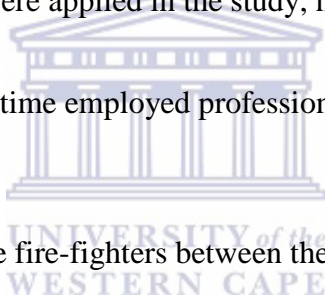 ere applied in the study,
time employed profession
UNIVERSITY of the
e fire-fighters between the
WESTERN CAPE